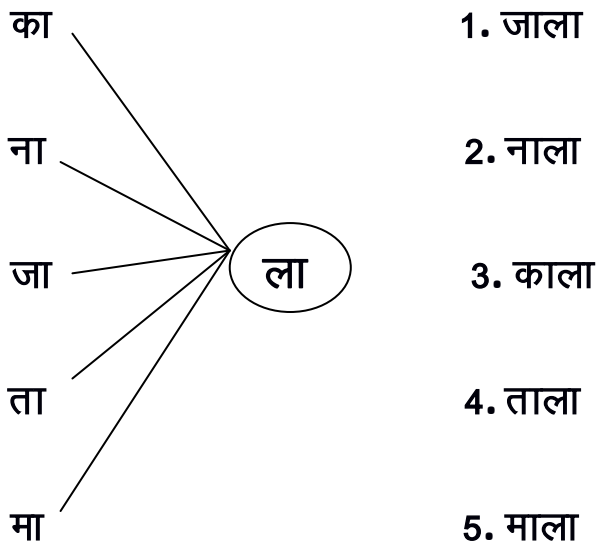 का
1. जाला
ना
2. नाला
जा
ला
3. काला
ता
4. ताला
मा
5. माला